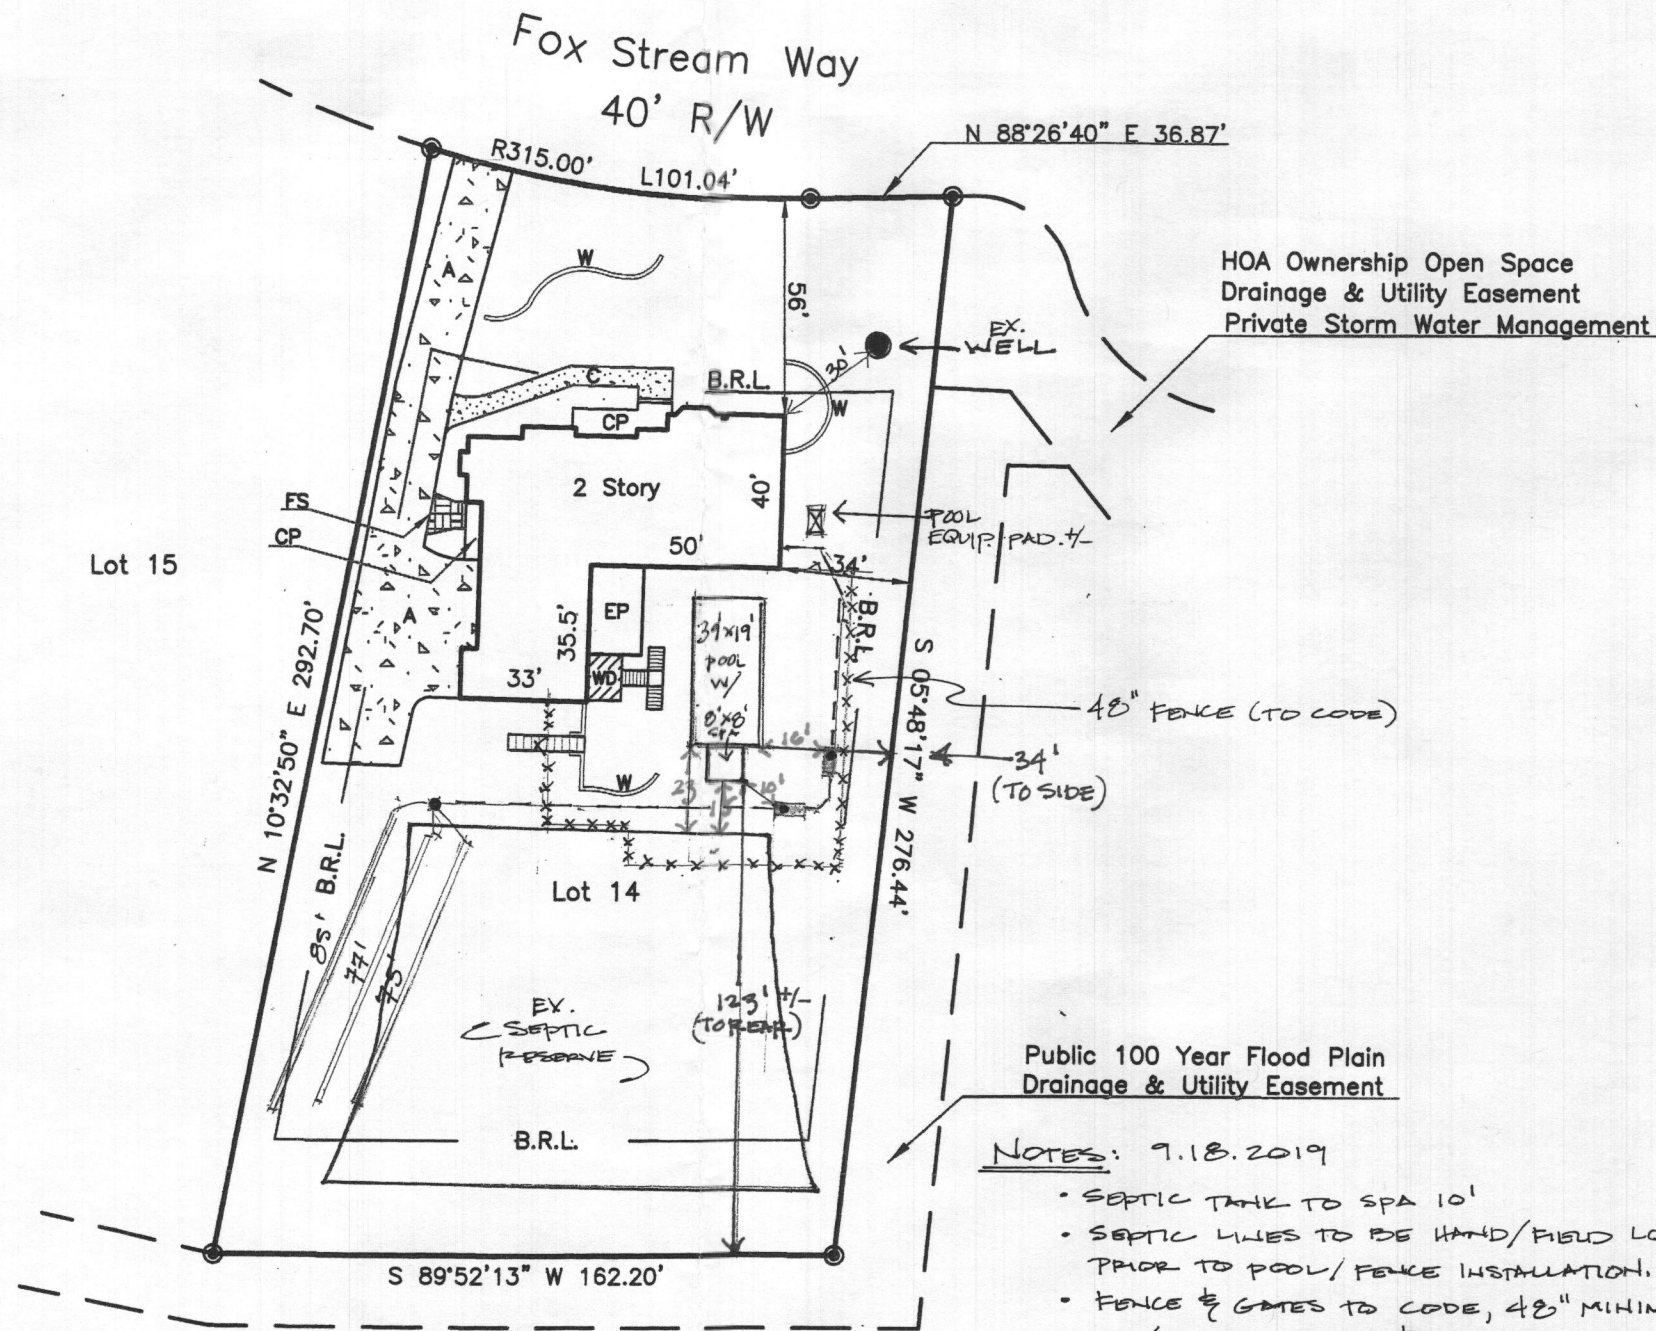 Fox Stream Way
40' R/W
N 88°26'40" E 36.87'
R315.00'
L101.04'
HOA Ownership Open Space
Drainage & Utility Easement
Private Storm Water Management
W
A
56'
EX.
WELL
30'
C
B.R.L.
W
CP
2 Story
40'
FS
CP
POOL
EQUIP. PAD. +/-
Lot 15
50'
34'
EP
35.5'
A
39'x19'
POOL
W/
8'x8'
B.R.L.
33'
WD
48" FENCE (TO CODE)
16'
34'
(TO SIDE)
W
23
10'
N 10°32'50" E 292.70'
S 05°48'17" W 276.44'
B.R.L.
Lot 14
85'
77'
75'
EX.
SEPTIC
RESERVE
123' +/-
(TO REAR)
Public 100 Year Flood Plain
Drainage & Utility Easement
B.R.L.
NOTES: 9.18.2019
• SEPTIC TANK TO SPA 10'
• SEPTIC LINES TO BE HAND/FIELD LO
PRIOR TO POOL/FENCE INSTALLATION.
• FENCE & GATES TO CODE, 48" MINIM
S 89°52'13" W 162.20'